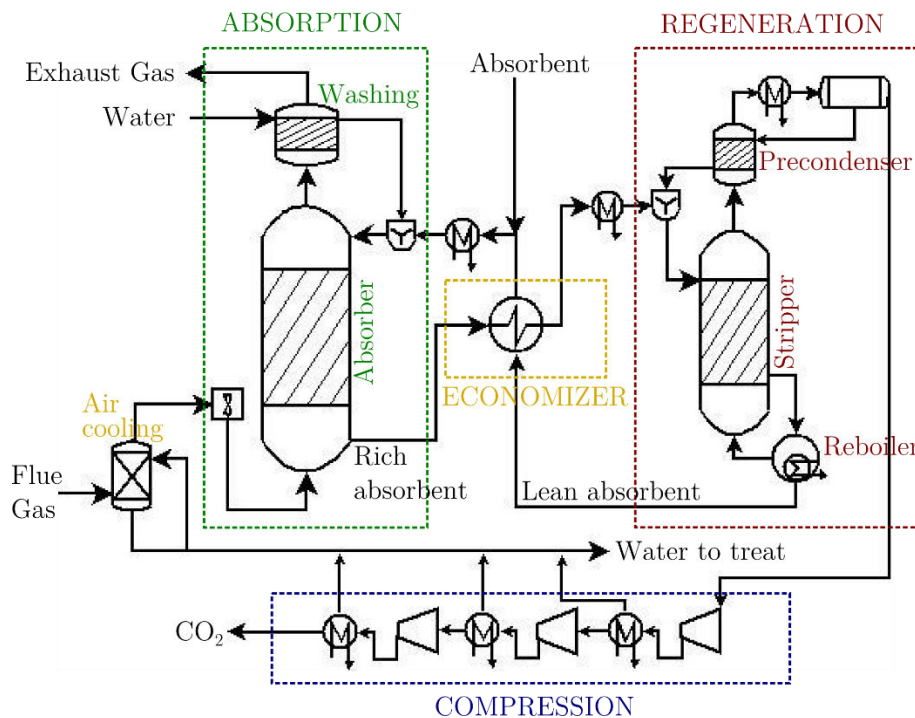 ABSORPTION
REGENERATION
Exhaust Gas
Washing
Absorbent
Water
Precondenser
Absorber
Stripper
ECONOMIZER
Air
cooling
Rich
absorbent
Reboiler
Flue
Gas
Lean absorbent
Water to treat
CO₂
COMPRESSION